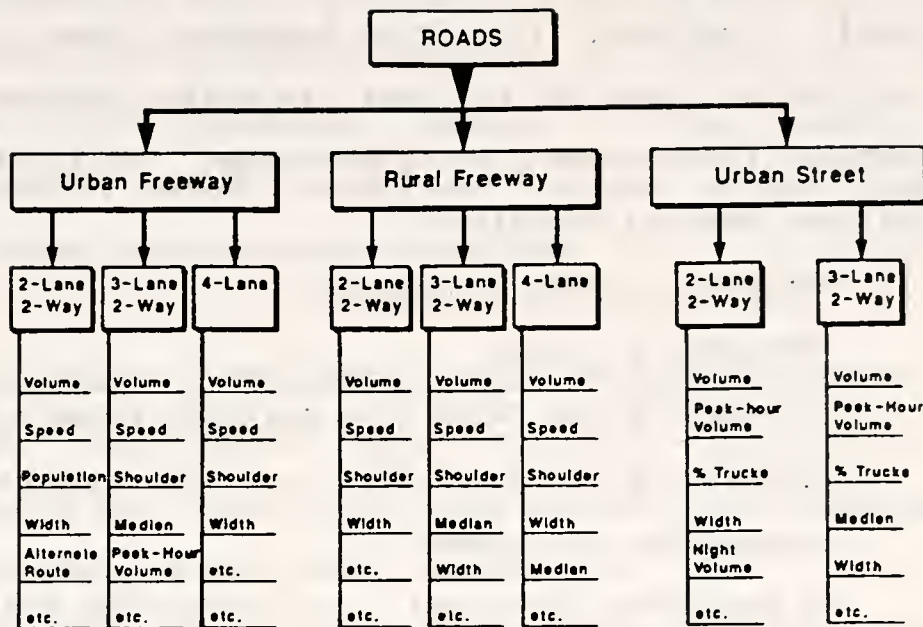 ROADS
Urban Freeway
Rural Freeway
Urban Street
2-Lane
2-Way
3-Lane
2-Way
4-Lane
2-Lane
2-Way
3-Lane
2-Way
4-Lane
2-Lane
2-Way
3-Lane
2-Way
Volume
Speed
Population
Width
Alternate
Route
etc.
Volume
Speed
Shoulder
Median
Peak-Hour
Volume
etc.
Volume
Speed
Shoulder
Width
etc.
etc.
Volume
Speed
Shoulder
Width
etc.
etc.
Volume
Speed
Shoulder
Median
Width
etc.
Volume
Speed
Shoulder
Width
Median
etc.
Volume
Peak-hour
Volume
% Trucks
Width
Night
Volume
etc.
Volume
Peak-Hour
Volume
% Trucks
Median
Width
etc.